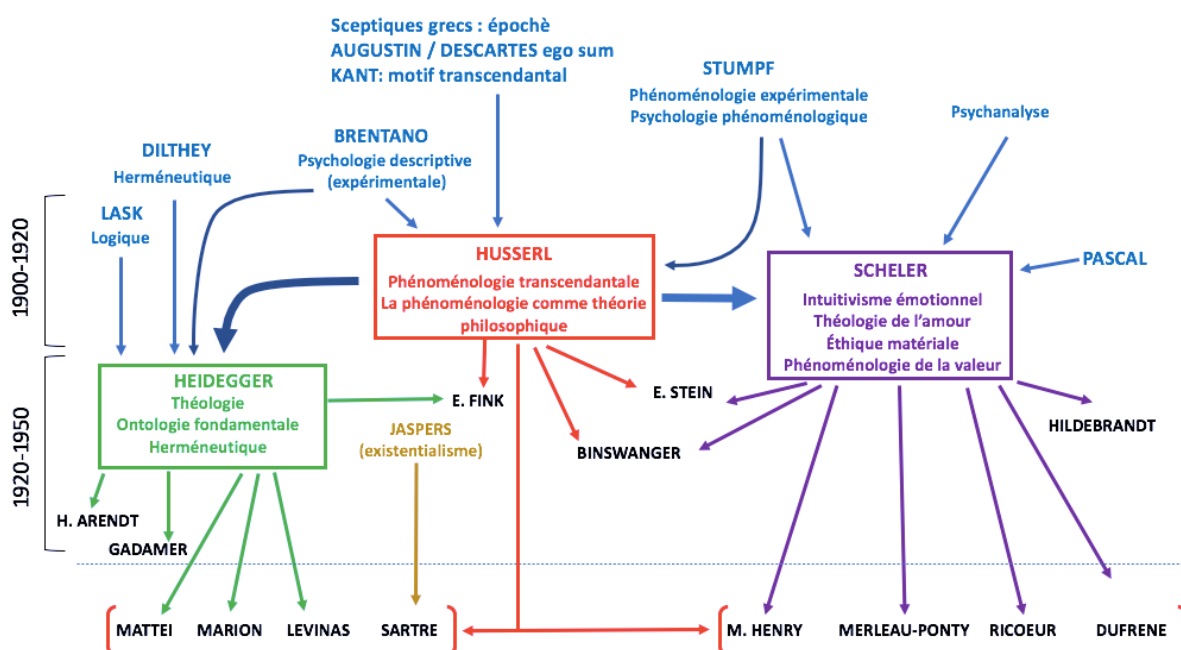 Sceptiques grecs : épochè
AUGUSTIN / DESCARTES ego sum
KANT: motif transcendantal
STUMPF
Phénoménologie expérimentale
Psychologie phénoménologique
Psychanalyse
BRENTANO
Psychologie descriptive
(expérimentale)
DILTHEY
Herméneutique
LASK
Logique
1900-1920
HUSSERL
Phénoménologie transcendantale
La phénoménologie comme théorie
philosophique
SCHELER
Intuitivisme émotionnel
Théologie de l'amour
Éthique matérielle
Phénoménologie de la valeur
PASCAL
1920-1950
HEIDEGGER
Théologie
Ontologie fondamentale
Herméneutique
E. FINK
E. STEIN
JASPERS
(existentialisme)
BINSWANGER
HILDEBRANDT
H. ARENDT
GADAMER
MATTEI
MARION
LEVINAS
SARTRE
M. HENRY
MERLEAU-PONTY
RICOEUR
DUFRENE